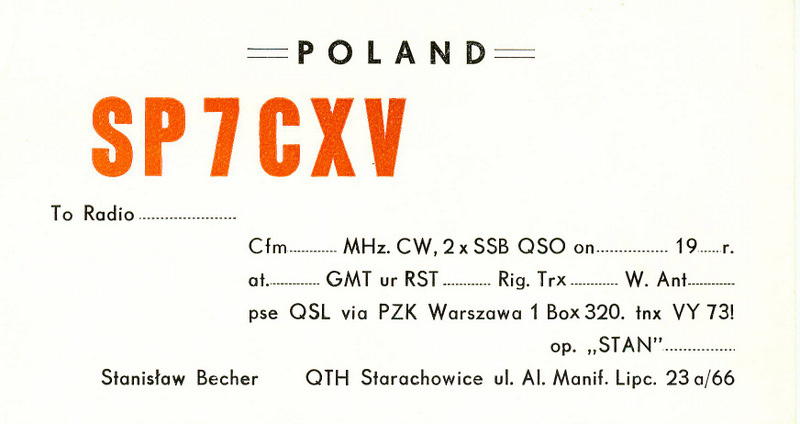 POLAND
SP7CXV
To Radio......................
Cfm........... MHz. CW, 2 x SSB QSO on................ 19.....r.
at........... GMT ur RST........... Rig. Trx........... W. Ant...........
pse QSL via PZK Warszawa 1 Box 320. tnx VY 73!
op. „STAN”................
Stanisław Becher QTH Starachowice ul. Al. Manif. Lipc. 23 a/66